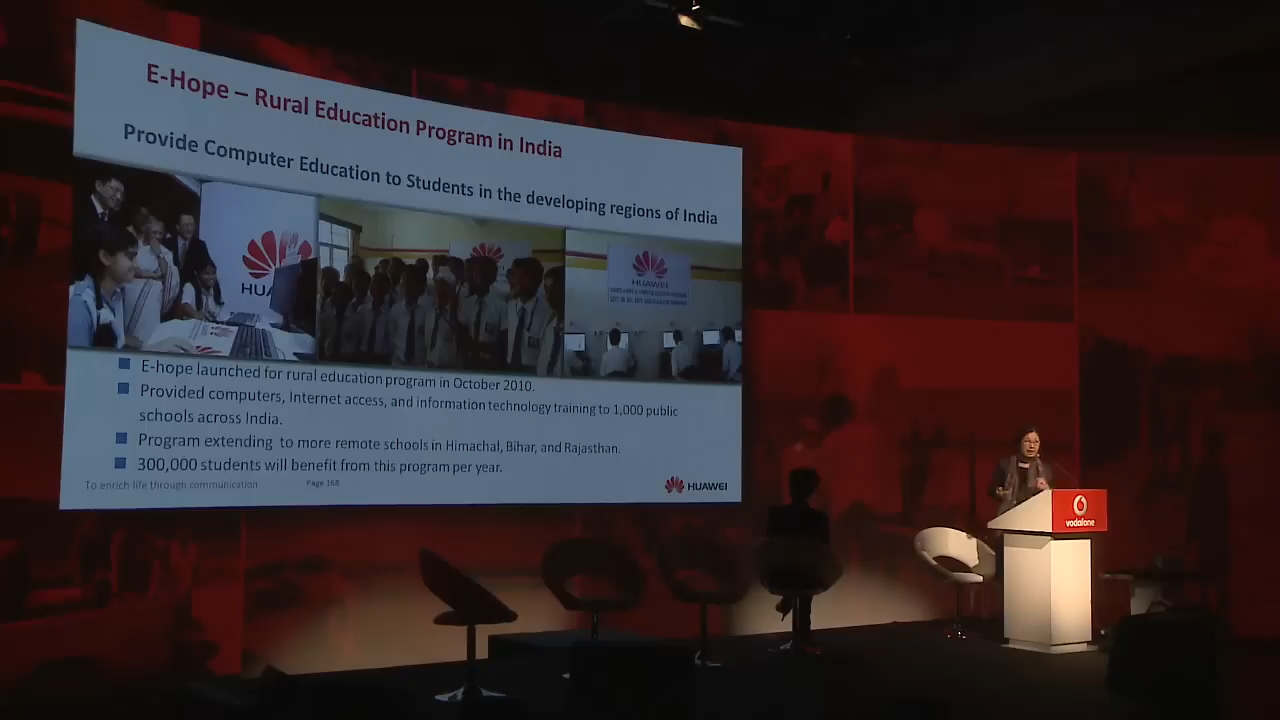 E-Hope – Rural Education Program in India
Provide Computer Education to Students in the developing regions of India
HUA
HUAWEI
E-hope launched for rural education program in October 2010.
Provided computers, Internet access, and information technology training to 1,000 public
schools across India.
Program extending to more remote schools in Himachal, Bihar, and Rajasthan.
300,000 students will benefit from this program per year.
To enrich life through communication
Page 168
HUAWEI
vodafone